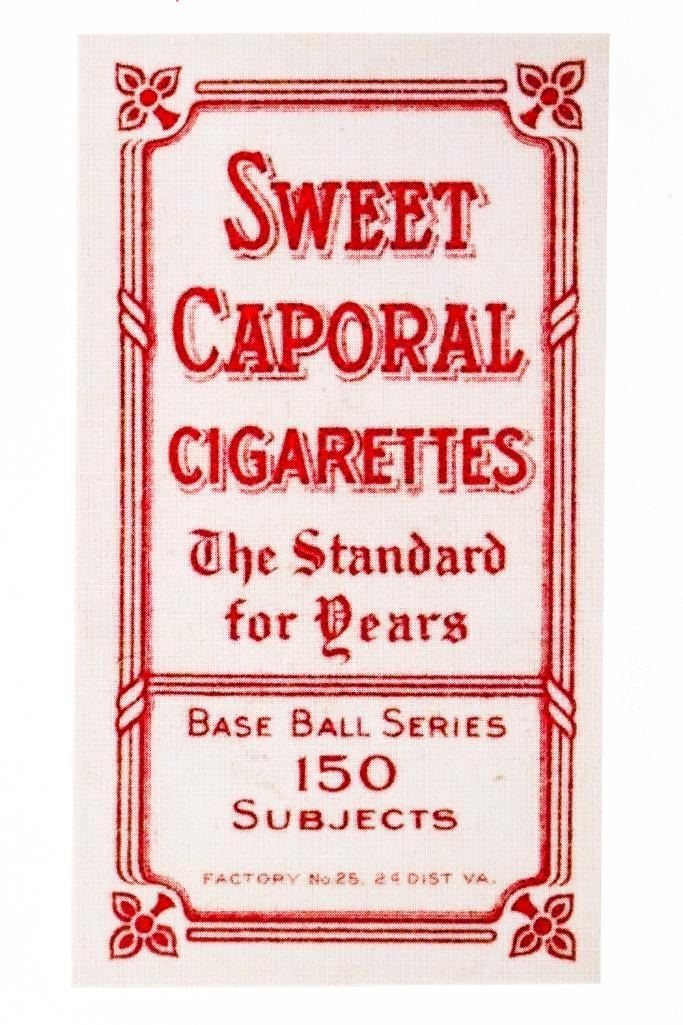 SWEET
CAPORAL
CIGARETTES
The Standard
for Years
BASE BALL SERIES
150
SUBJECTS
FACTORY No 25. 2d DIST VA.